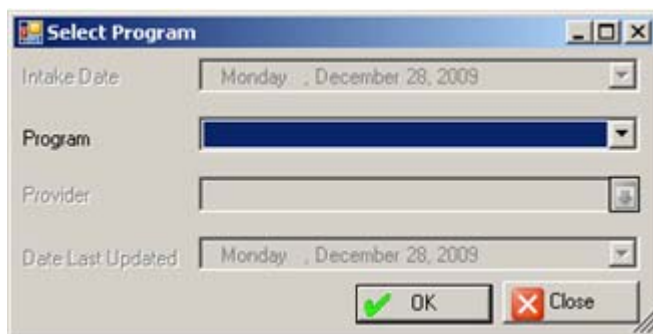 Select Program
Intake Date Monday , December 28, 2009
Program
Provider
Date Last Updated Monday , December 28, 2009
OK Close